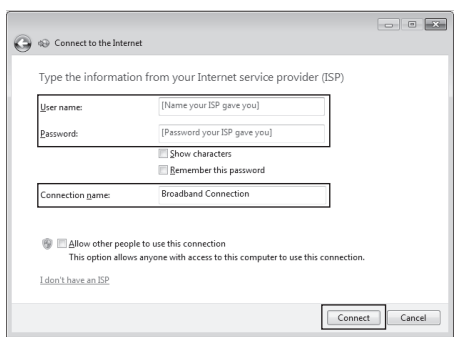 Connect to the Internet
Type the information from your Internet service provider (ISP)
User name: [Name your ISP gave you]
Password: [Password your ISP gave you]
Show characters
Remember this password
Connection name: Broadband Connection
Allow other people to use this connection
This option allows anyone with access to this computer to use this connection.
I don't have an ISP
Connect Cancel